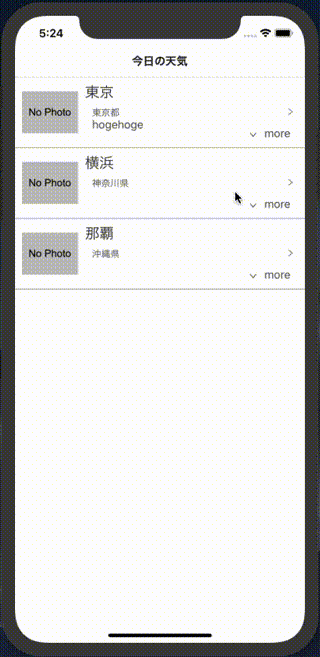 5:24
今日の天気
東京
No Photo
東京都
hogehoge
more
横浜
No Photo
神奈川県
more
那覇
No Photo
沖縄県
more